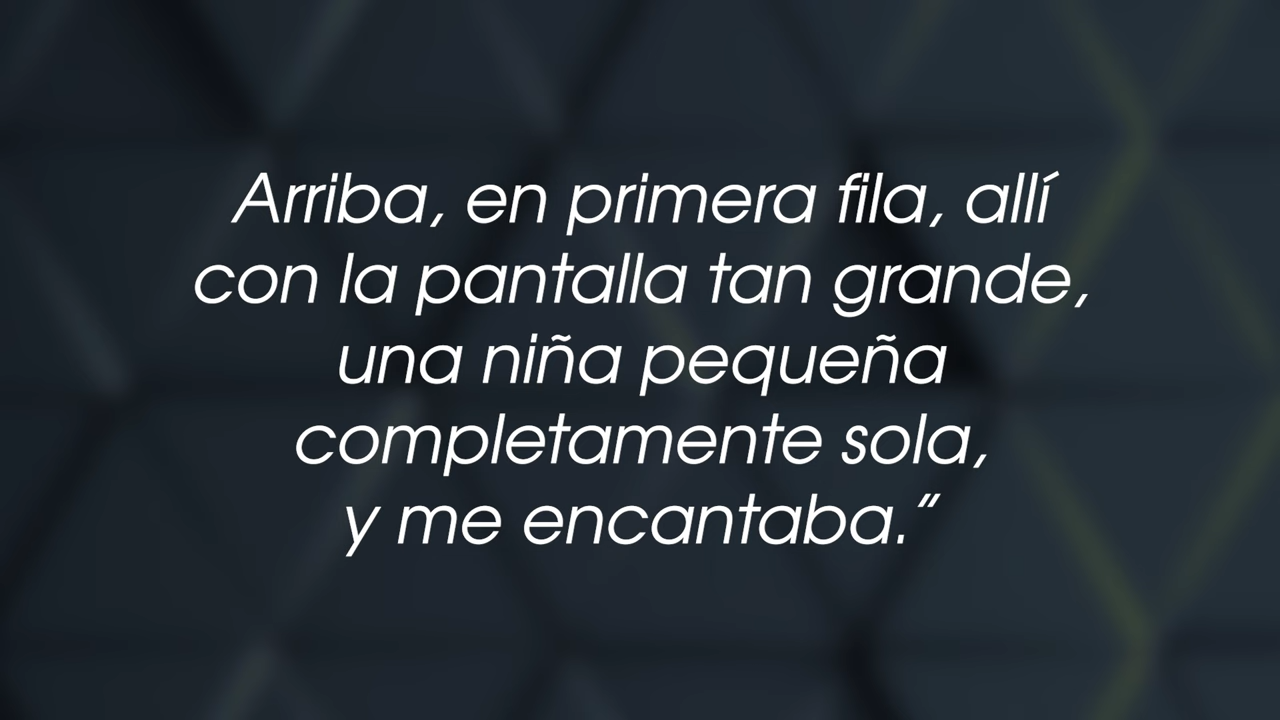 Arriba, en primera fila, allí
con la pantalla tan grande,
una niña pequeña
completamente sola,
y me encantaba.“